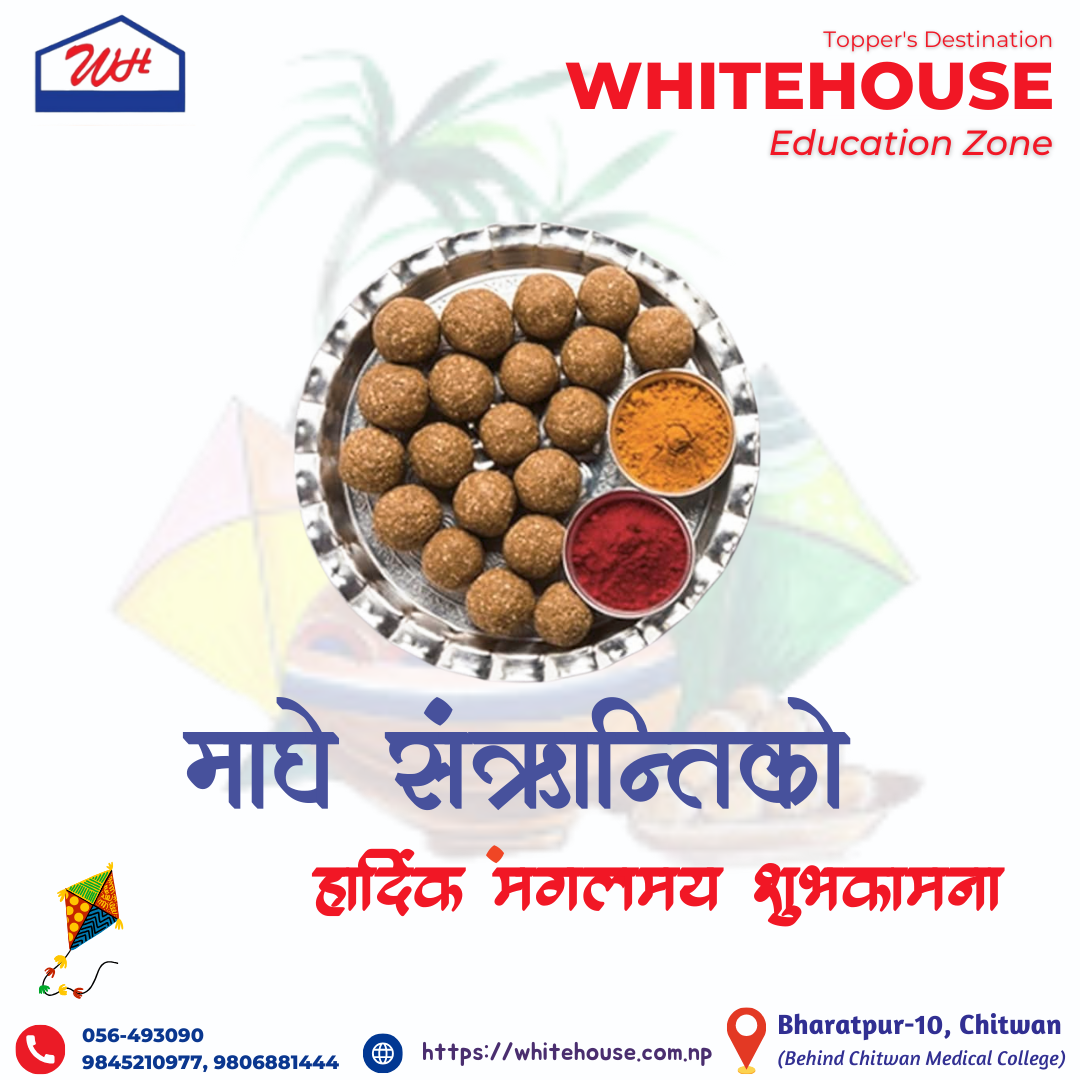 WH
Topper's Destination
WHITEHOUSE
Education Zone
माघे संक्रान्तिको
हार्दिक मंगलमय शुभकामना
056-493090
9845210977, 9806881444
https://whitehouse.com.np
Bharatpur-10, Chitwan
(Behind Chitwan Medical College)